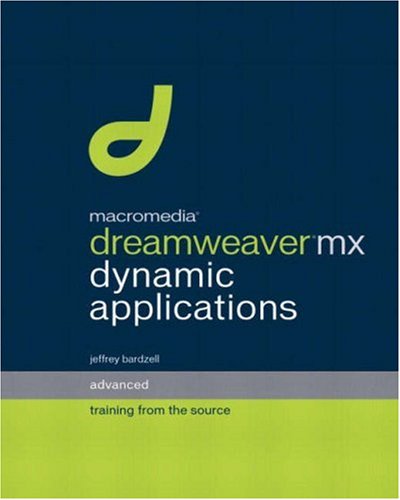 macromedia®
dreamweaver®mx
dynamic
applications
jeffrey bardzell
advanced
training from the source